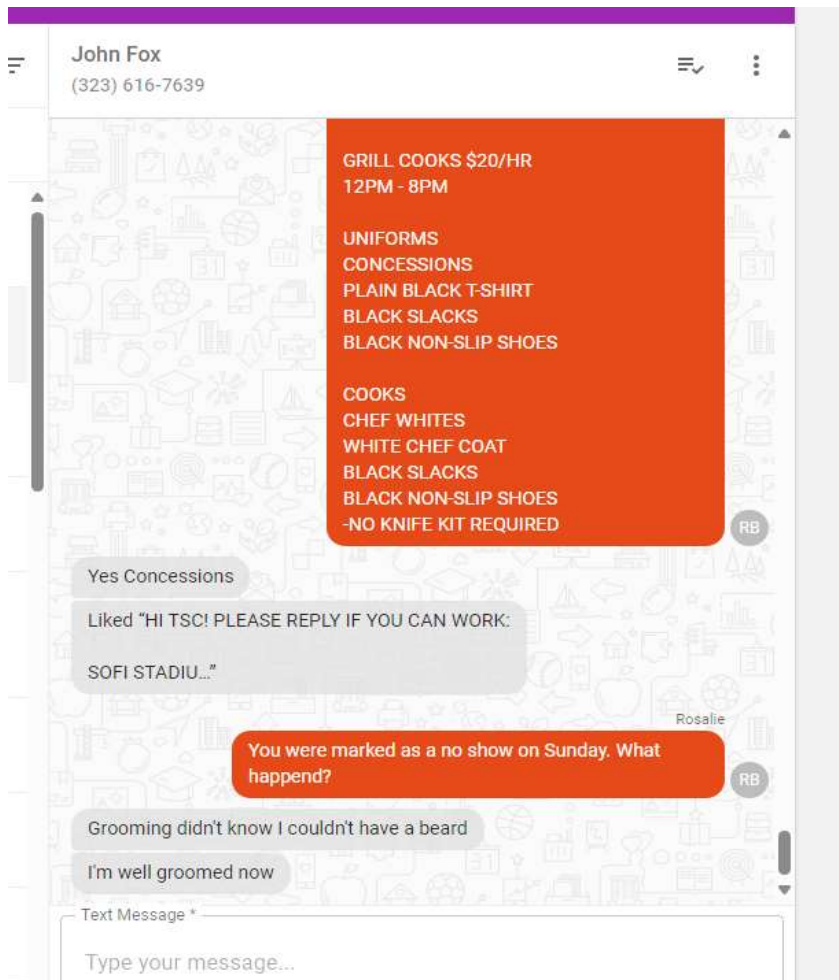 John Fox
(323) 616-7639
GRILL COOKS $20/HR
12PM - 8PM
UNIFORMS
CONCESSIONS
PLAIN BLACK T-SHIRT
BLACK SLACKS
BLACK NON-SLIP SHOES
COOKS
CHEF WHITES
WHITE CHEF COAT
BLACK SLACKS
BLACK NON-SLIP SHOES
-NO KNIFE KIT REQUIRED
RB
Yes Concessions
Liked “HI TSC! PLEASE REPLY IF YOU CAN WORK:
SOFI STADIU...”
Rosalie
You were marked as a no show on Sunday. What
happend?
RB
Grooming didn't know I couldn't have a beard
I'm well groomed now
Text Message *
Type your message...